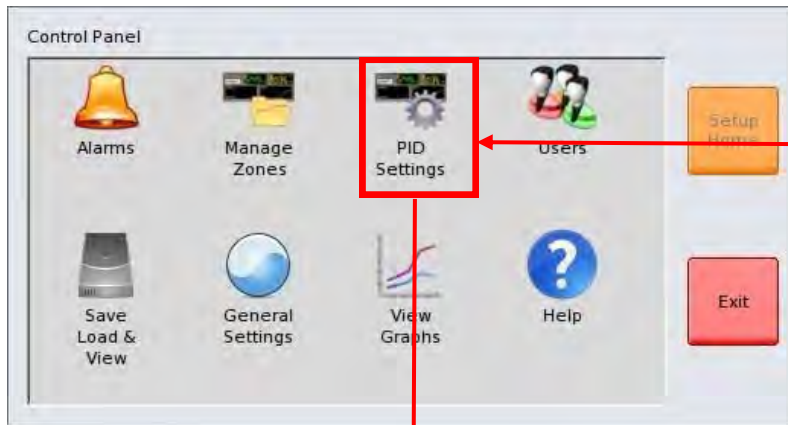 Control Panel
Alarms
Manage
Zones
PID
Settings
Users
Setup
Home
Save
Load &
View
General
Settings
View
Graphs
Help
Exit